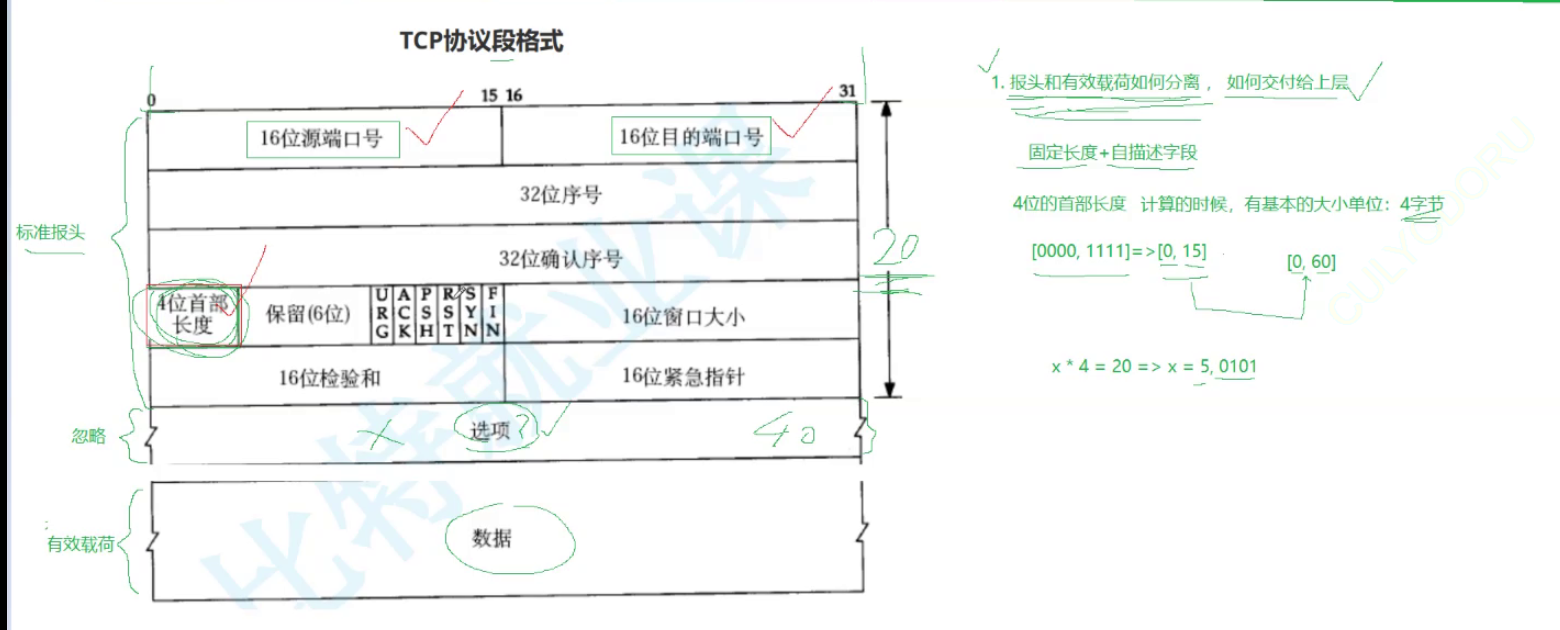 TCP协议段格式
0 15 16 31
16位源端口号 16位目的端口号
32位序号
32位确认序号
4位首部
长度
保留(6位)
URG ACK PSH RST SYN FIN
16位窗口大小
16位检验和 16位紧急指针
选项?
40
数据
20
标准报头
忽略
有效载荷
1. 报头和有效载荷如何分离， 如何交付给上层
固定长度+自描述字段
4位的首部长度 计算的时候，有基本的大小单位：4字节
[0000, 1111]=>[0, 15] [0, 60]
x * 4 = 20 => x = 5, 0101
比特就业课